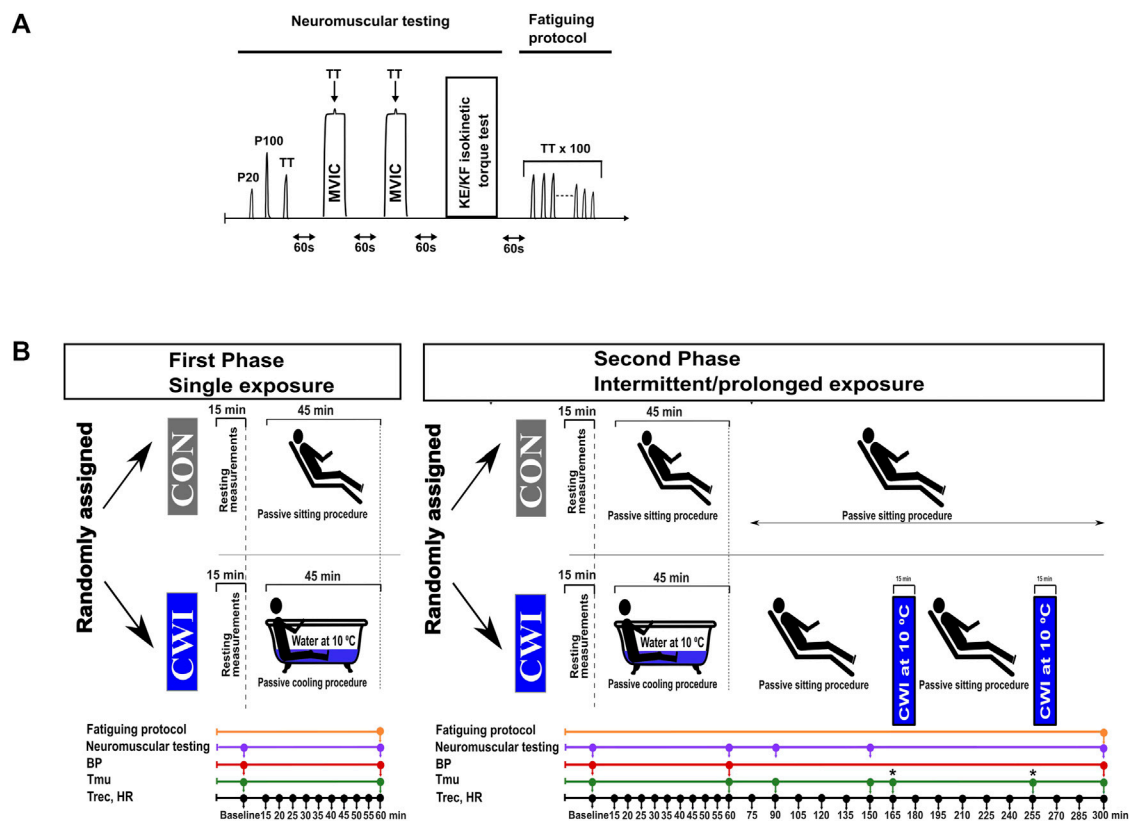 A
Neuromuscular testing
Fatiguing
protocol
TT
TT
P100
P20
TT
MVIC
MVIC
KE/KF isokinetic
torque test
TT x 100
60s
60s
60s
60s
B
First Phase
Single exposure
Second Phase
Intermittent/prolonged exposure
Randomly assigned
CON
15 min
45 min
Resting
measurements
Passive sitting procedure
CWI
15 min
45 min
Resting
measurements
Water at 10 ºC
Passive cooling procedure
Randomly assigned
CON
15 min
45 min
Resting
measurements
Passive sitting procedure
Passive sitting procedure
CWI
15 min
45 min
Resting
measurements
Water at 10 ºC
Passive cooling procedure
Passive sitting procedure
15 min
CWI at 10 ºC
Passive sitting procedure
15 min
CWI at 10 ºC
Fatiguing protocol
Neuromuscular testing
BP
Tmu
Trec, HR
Baseline 15 20 25 30 35 40 45 50 55 60 min
Fatiguing protocol
Neuromuscular testing
BP
* *
Tmu
Trec, HR
Baseline 15 20 25 30 35 40 45 50 55 60 75 90 105 120 135 150 165 180 195 210 225 240 255 270 285 300 min